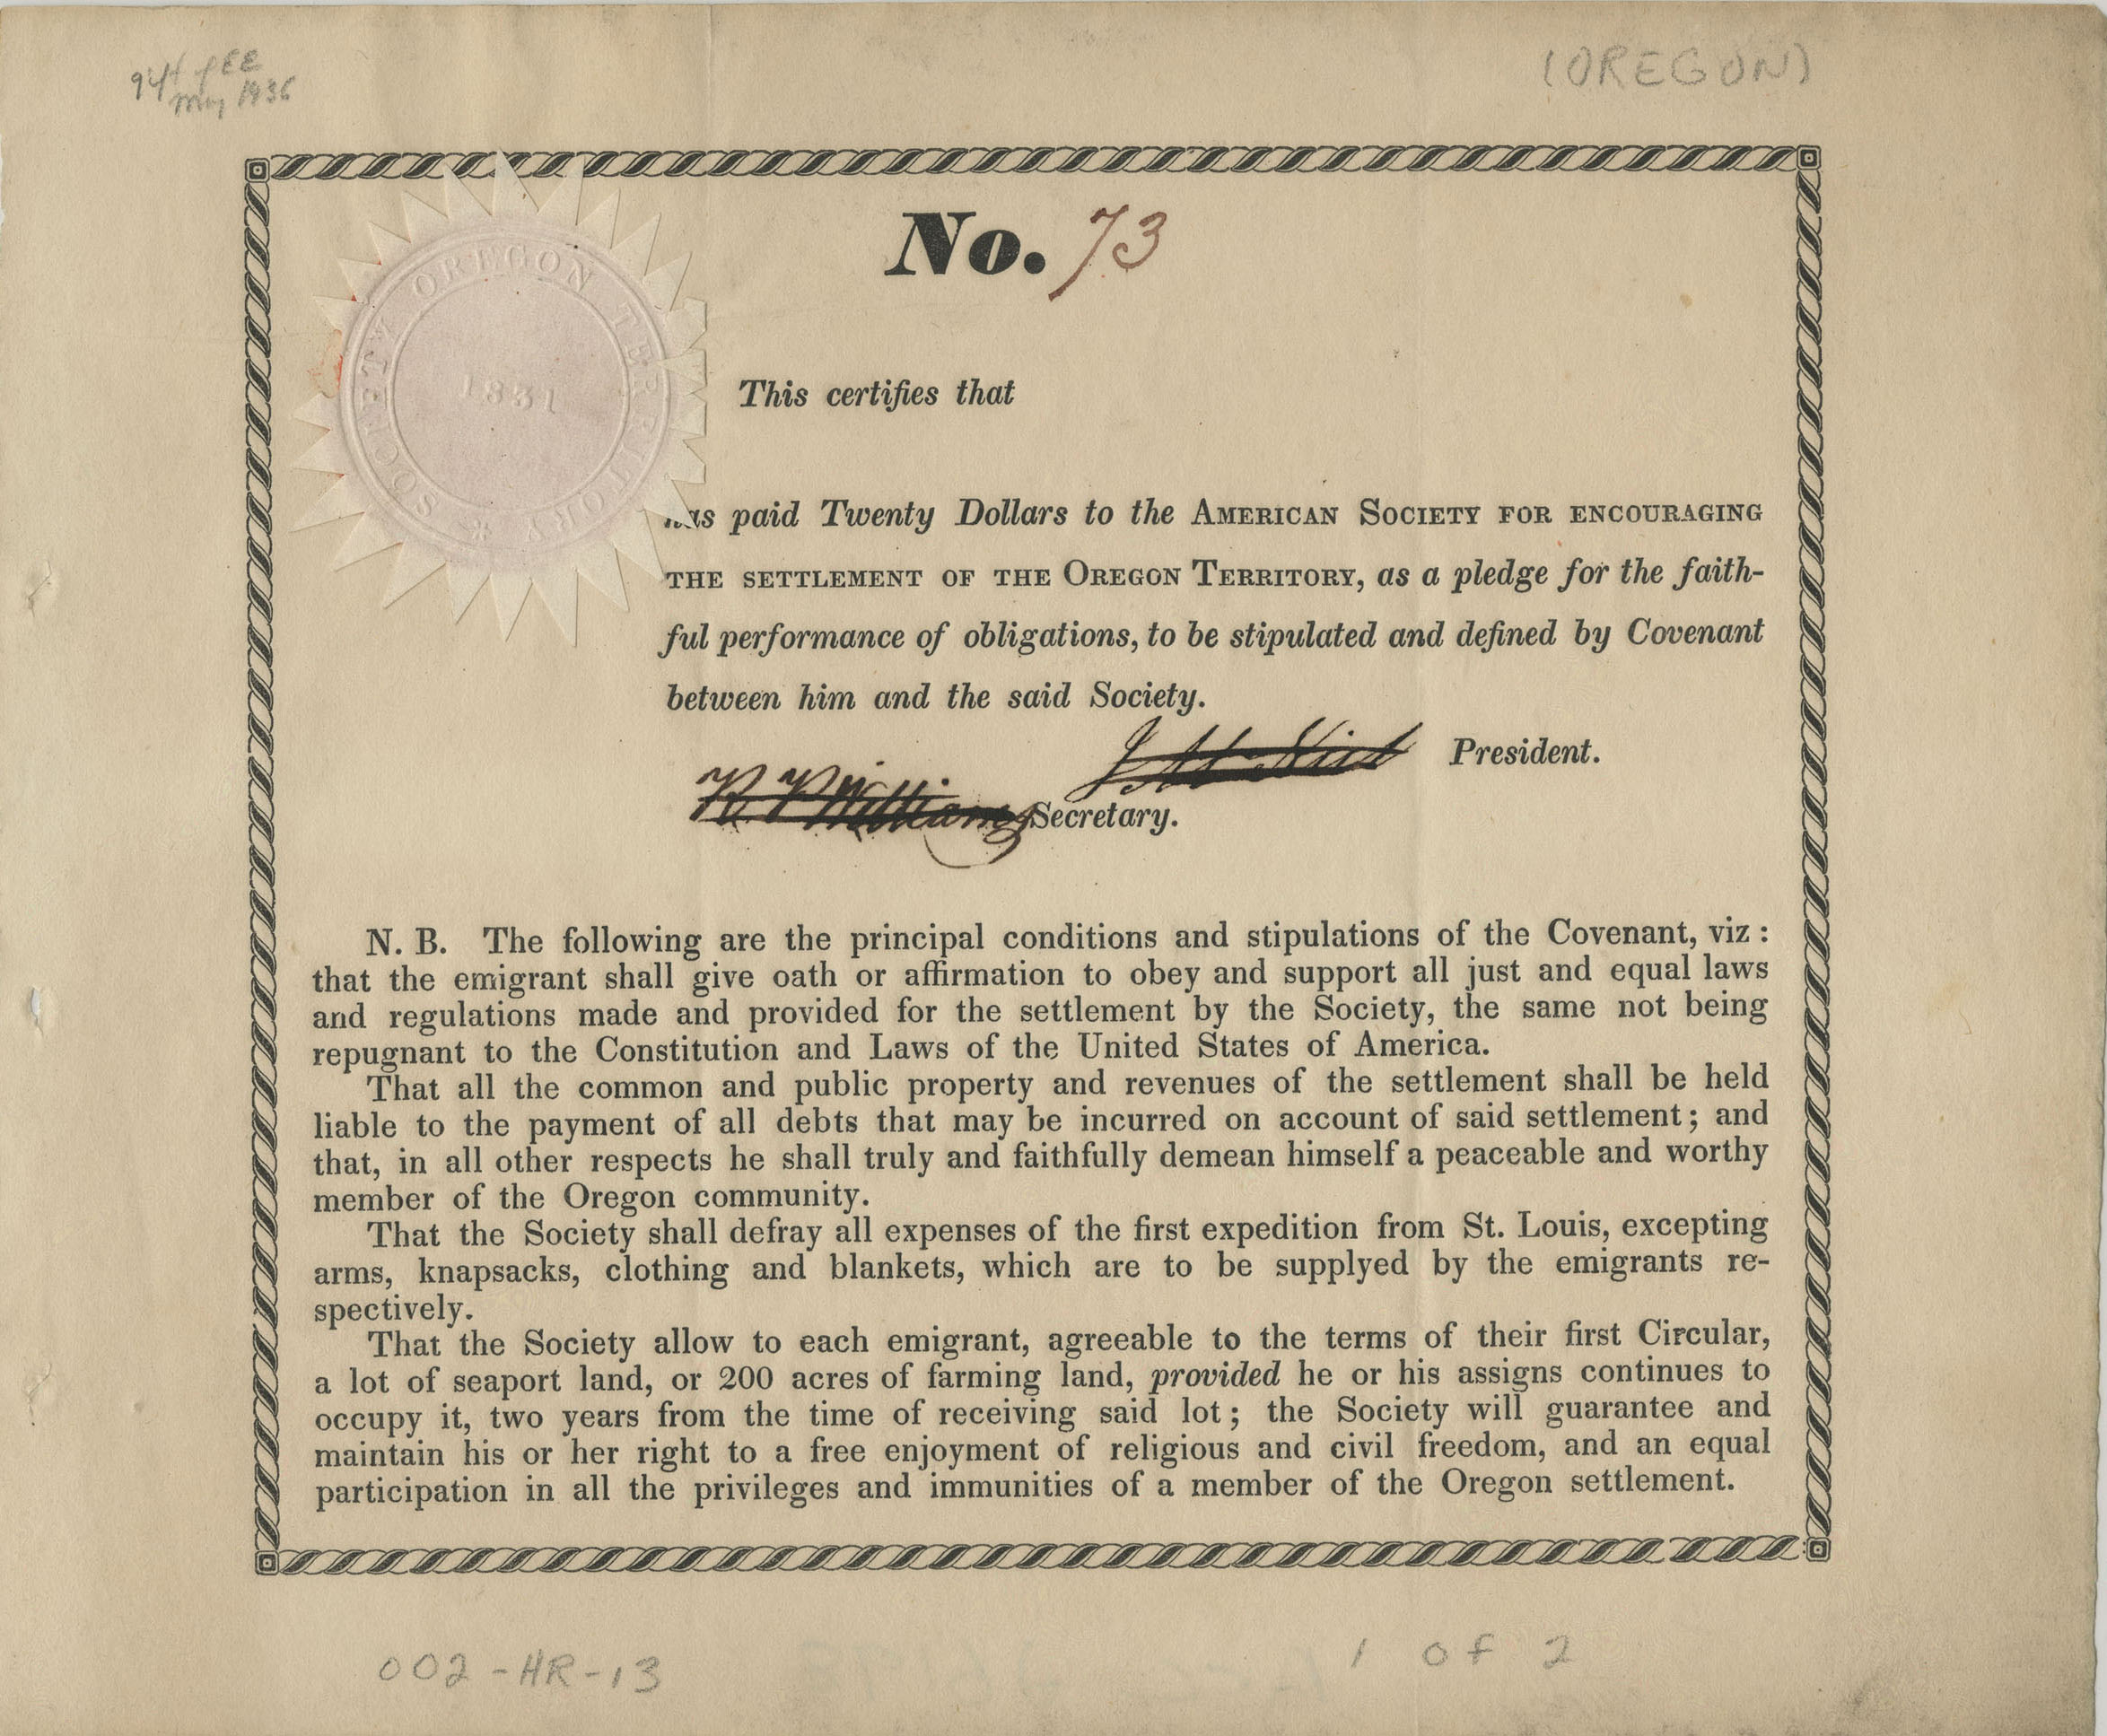 (OREGON)
May 1936
No. 73
OREGON TERRITORY * SOCIETY
1831
This certifies that
has paid Twenty Dollars to the AMERICAN SOCIETY FOR ENCOURAGING
THE SETTLEMENT OF THE OREGON TERRITORY, as a pledge for the faith-
ful performance of obligations, to be stipulated and defined by Covenant
between him and the said Society.
President.
R P Williams Secretary.
N. B. The following are the principal conditions and stipulations of the Covenant, viz :
that the emigrant shall give oath or affirmation to obey and support all just and equal laws
and regulations made and provided for the settlement by the Society, the same not being
repugnant to the Constitution and Laws of the United States of America.
That all the common and public property and revenues of the settlement shall be held
liable to the payment of all debts that may be incurred on account of said settlement ; and
that, in all other respects he shall truly and faithfully demean himself a peaceable and worthy
member of the Oregon community.
That the Society shall defray all expenses of the first expedition from St. Louis, excepting
arms, knapsacks, clothing and blankets, which are to be supplyed by the emigrants re-
spectively.
That the Society allow to each emigrant, agreeable to the terms of their first Circular,
a lot of seaport land, or 200 acres of farming land, provided he or his assigns continues to
occupy it, two years from the time of receiving said lot ; the Society will guarantee and
maintain his or her right to a free enjoyment of religious and civil freedom, and an equal
participation in all the privileges and immunities of a member of the Oregon settlement.
002-HR-13
1 of 2